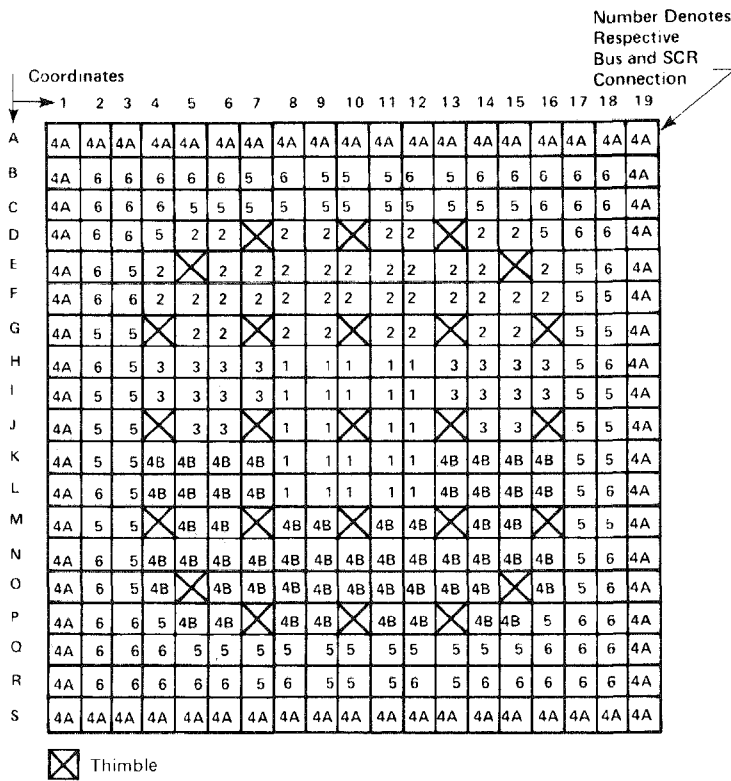 Number Denotes
Respective
Bus and SCR
Connection
Coordinates
1 2 3 4 5 6 7 8 9 10 11 12 13 14 15 16 17 18 19
A 4A 4A 4A 4A 4A 4A 4A 4A 4A 4A 4A 4A 4A 4A 4A 4A 4A 4A 4A
B 4A 6 6 6 6 6 5 6 5 5 5 6 5 6 6 6 6 6 4A
C 4A 6 6 6 5 5 5 5 5 5 5 5 5 5 5 6 6 6 4A
D 4A 6 6 5 2 2 2 2 2 2 2 2 5 6 6 4A
E 4A 6 5 2 2 2 2 2 2 2 2 2 2 2 5 6 4A
F 4A 6 6 2 2 2 2 2 2 2 2 2 2 2 2 2 5 5 4A
G 4A 5 5 2 2 2 2 2 2 2 2 5 5 4A
H 4A 6 5 3 3 3 3 1 1 1 1 1 3 3 3 3 5 6 4A
I 4A 5 5 3 3 3 3 1 1 1 1 1 3 3 3 3 5 5 4A
J 4A 5 5 3 3 1 1 1 1 3 3 5 5 4A
K 4A 5 5 4B 4B 4B 4B 1 1 1 1 1 4B 4B 4B 4B 5 5 4A
L 4A 6 5 4B 4B 4B 4B 1 1 1 1 1 4B 4B 4B 4B 5 6 4A
M 4A 5 5 4B 4B 4B 4B 4B 4B 4B 4B 5 5 4A
N 4A 6 5 4B 4B 4B 4B 4B 4B 4B 4B 4B 4B 4B 4B 4B 5 6 4A
O 4A 6 5 4B 4B 4B 4B 4B 4B 4B 4B 4B 4B 4B 5 6 4A
P 4A 6 6 5 4B 4B 4B 4B 4B 4B 4B 4B 5 6 6 4A
Q 4A 6 6 6 5 5 5 5 5 5 5 5 5 5 5 6 6 6 4A
R 4A 6 6 6 6 6 5 6 5 5 5 6 5 6 6 6 6 6 4A
S 4A 4A 4A 4A 4A 4A 4A 4A 4A 4A 4A 4A 4A 4A 4A 4A 4A 4A 4A
Thimble